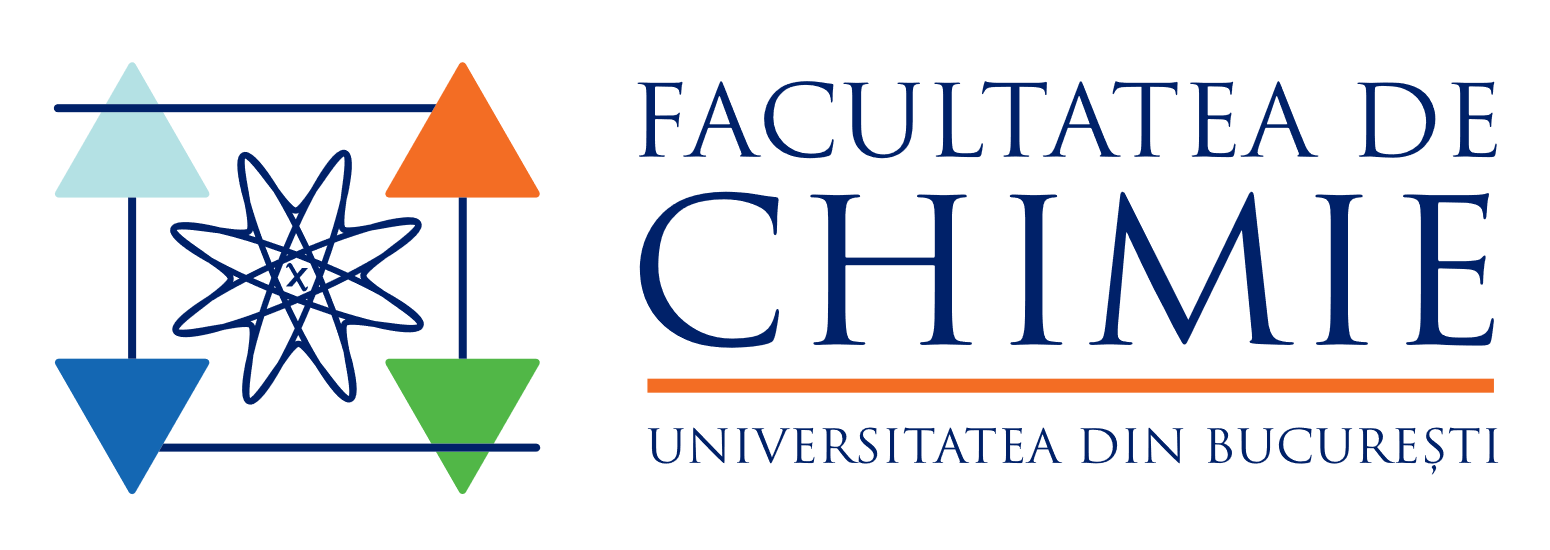 χ
FACULTATEA DE
CHIMIE
UNIVERSITATEA DIN BUCUREȘTI